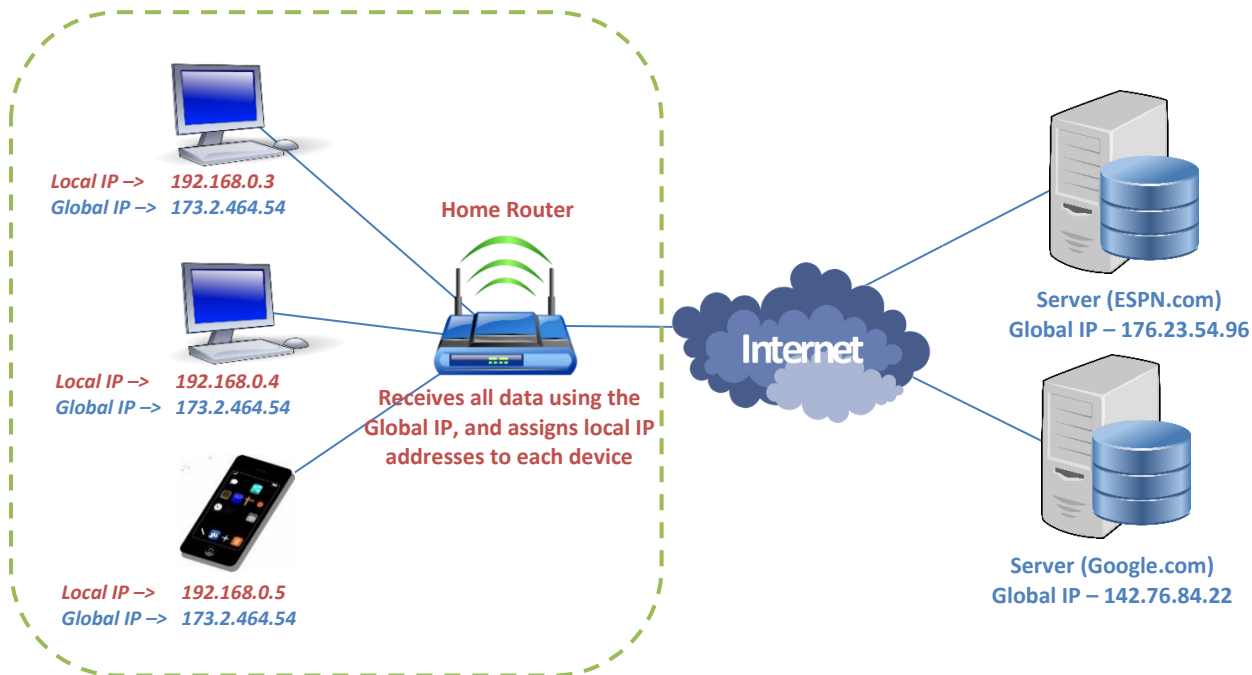 Local IP –> 192.168.0.3
Global IP –> 173.2.464.54
Home Router
Local IP –> 192.168.0.4
Global IP –> 173.2.464.54
Receives all data using the
Global IP, and assigns local IP
addresses to each device
Local IP –> 192.168.0.5
Global IP –> 173.2.464.54
Internet
Server (ESPN.com)
Global IP – 176.23.54.96
Server (Google.com)
Global IP – 142.76.84.22